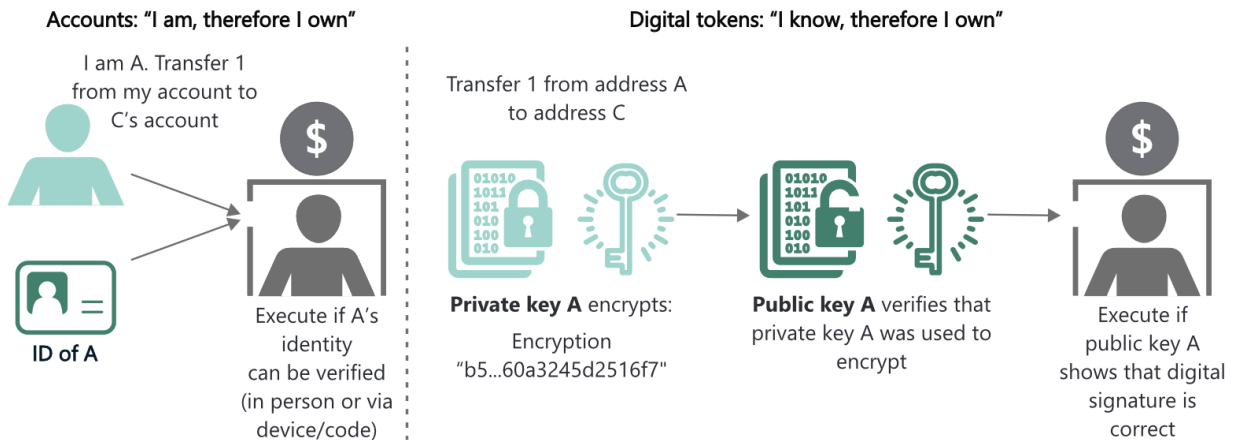 Accounts: “I am, therefore I own”
I am A. Transfer 1
from my account to
C’s account
$
ID of A
Execute if A’s
identity
can be verified
(in person or via
device/code)
Digital tokens: “I know, therefore I own”
Transfer 1 from address A
to address C
01010
1011
101
010
100
010
Private key A encrypts:
Encryption
“b5...60a3245d2516f7"
01010
1011
101
010
100
010
Public key A verifies that
private key A was used to
encrypt
$
Execute if
public key A
shows that digital
signature is
correct